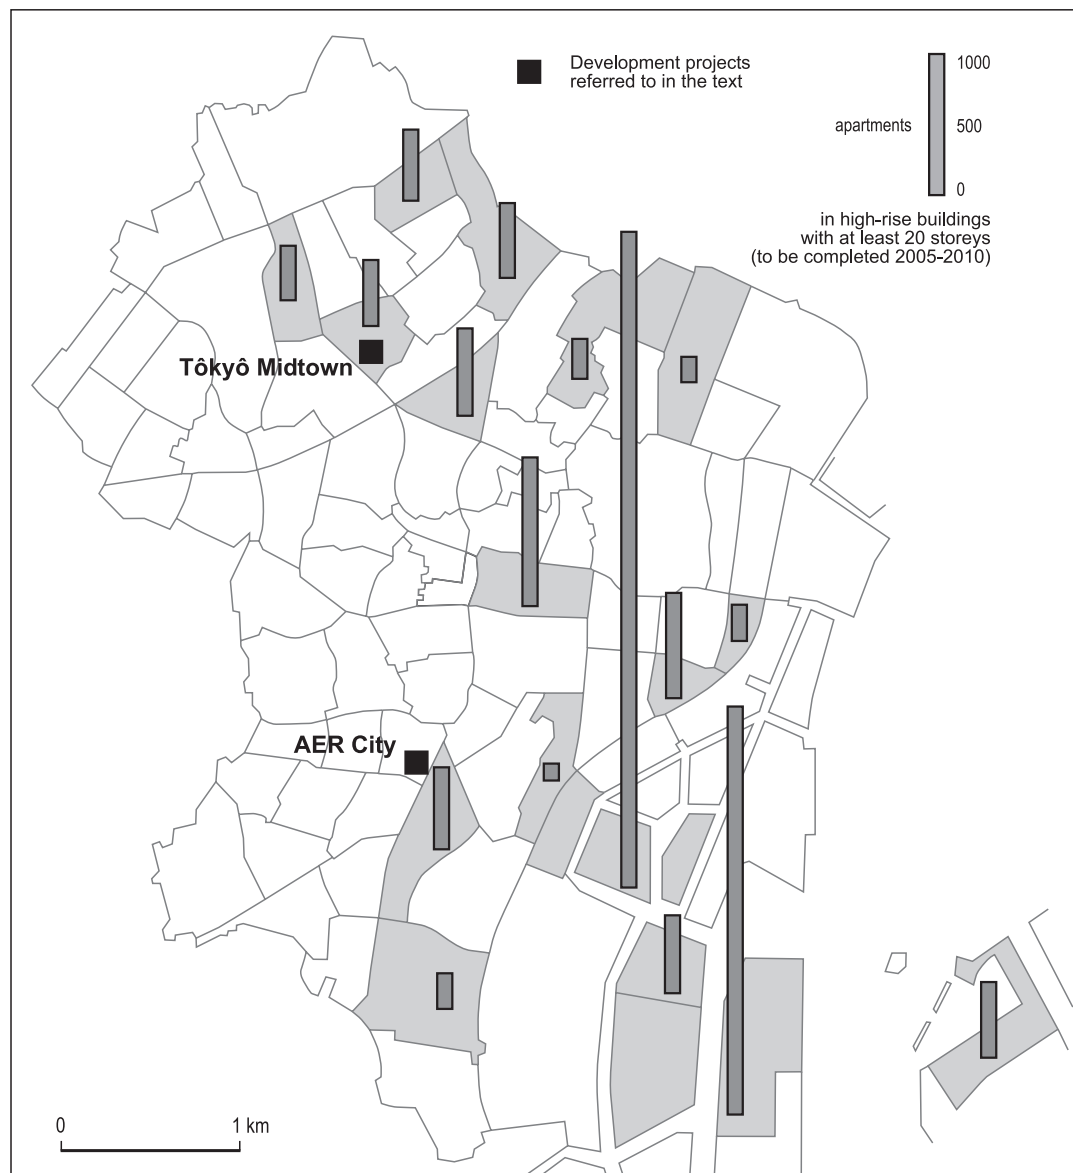 Development projects
referred to in the text
1000
apartments
500
0
in high-rise buildings
with at least 20 storeys
(to be completed 2005-2010)
Tôkyô Midtown
AER City
0
1 km